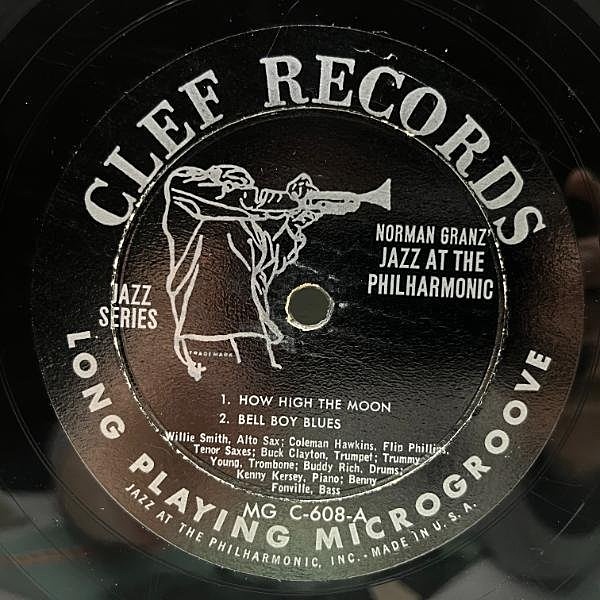 CLEF RECORDS
NORMAN GRANZ'
JAZZ AT THE
PHILHARMONIC
JAZZ
SERIES
TRADE MARK
1. HOW HIGH THE MOON
2. BELL BOY BLUES
Willie Smith, Alto Sax; Coleman Hawkins, Flip Phillips,
Tenor Saxes; Buck Clayton, Trumpet; Trummy
Young, Trombone; Buddy Rich, Drums;
Kenny Kersey, Piano; Benny
Fonville, Bass
MG C-608-A
LONG PLAYING MICROGROOVE
JAZZ AT THE PHILHARMONIC, INC. - MADE IN U.S.A.